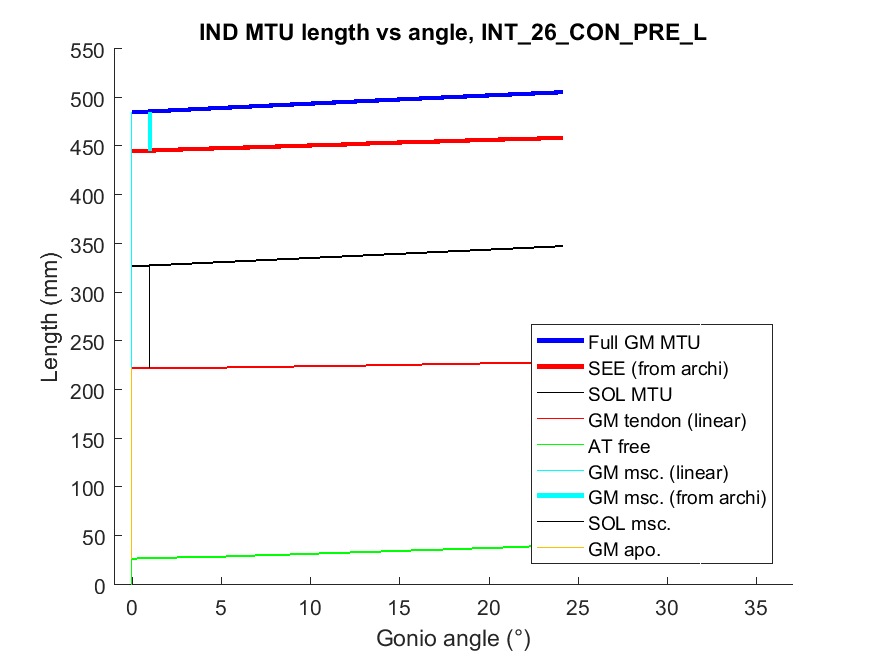 IND MTU length vs angle, INT_26_CON_PRE_L
550
500
450
400
350
300
250
200
150
100
50
0
Length (mm)
Full GM MTU
SEE (from archi)
SOL MTU
GM tendon (linear)
AT free
GM msc. (linear)
GM msc. (from archi)
SOL msc.
GM apo.
0 5 10 15 20 25 30 35
Gonio angle (°)